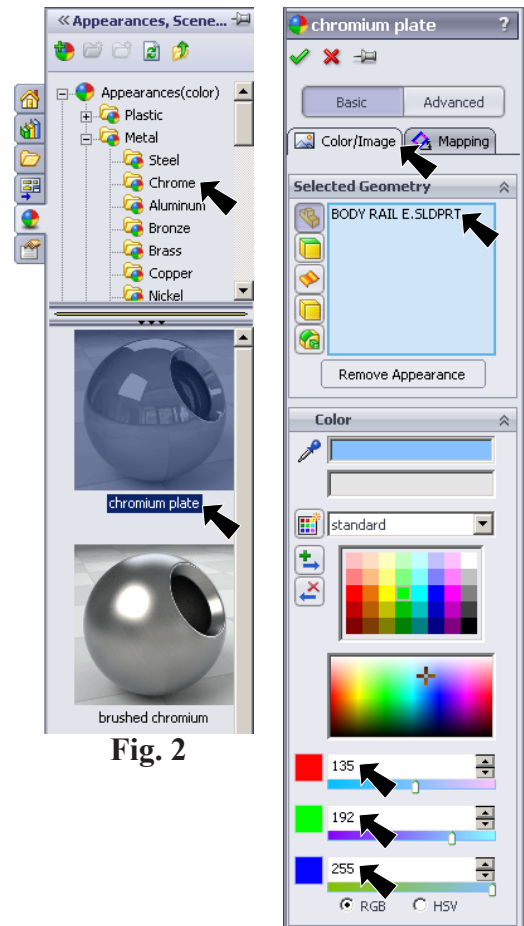 Appearances, Scene...
Appearances(color)
Plastic
Metal
Steel
Chrome
Aluminum
Bronze
Brass
Copper
Nickel
chromium plate
brushed chromium
Fig. 2
chromium plate ?
Basic Advanced
Color/Image Mapping
Selected Geometry
BODY RAIL E.SLDPRT
Remove Appearance
Color
standard
135
192
255
RGB HSV